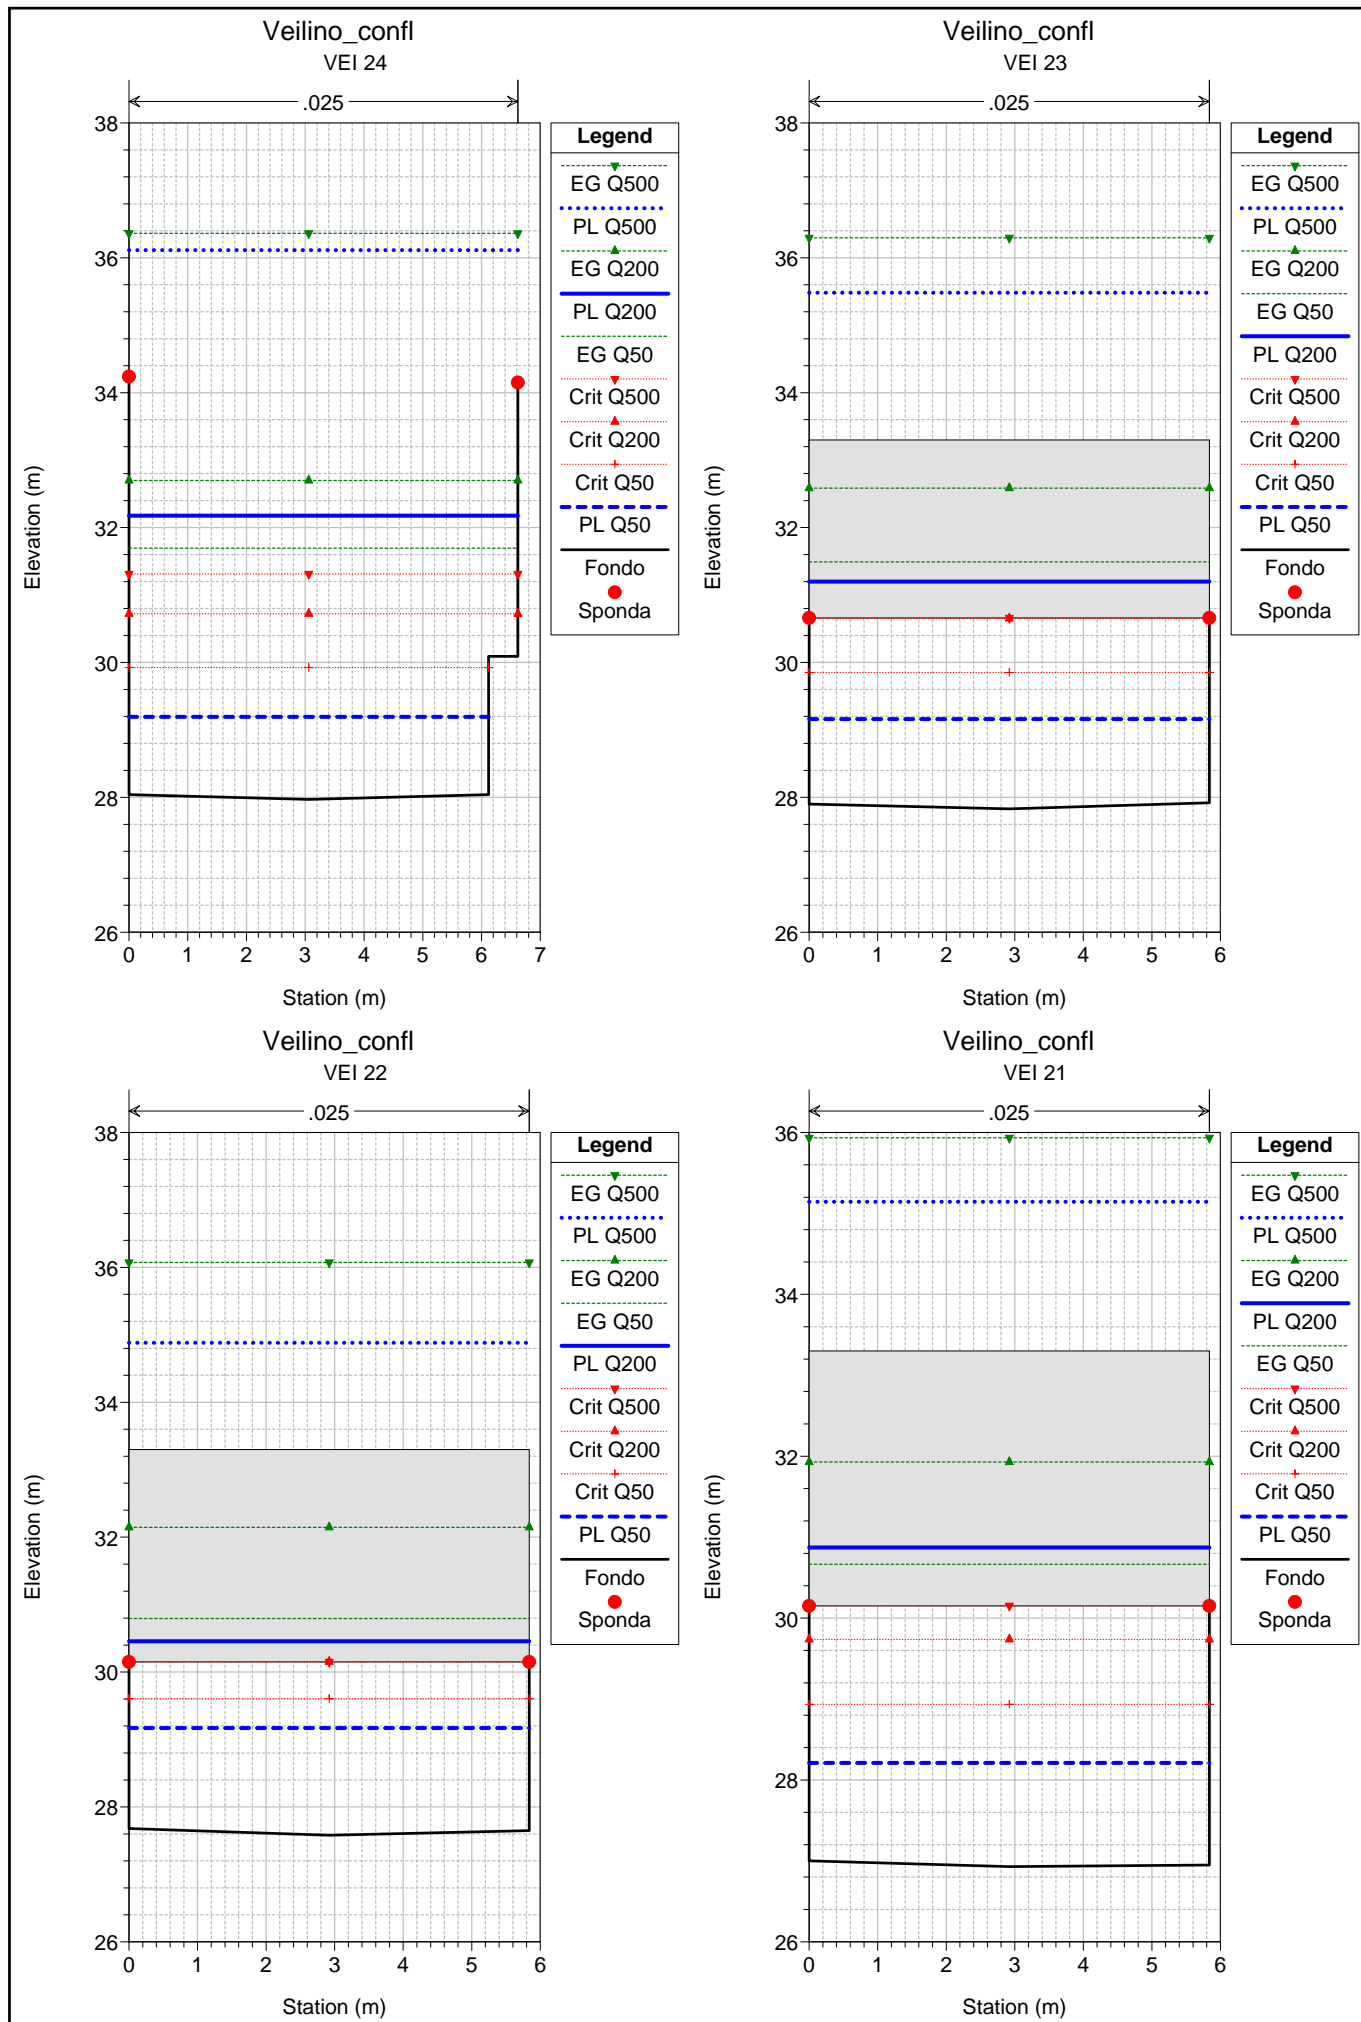 Veilino_confl
VEI 24
.025
38
36
34
32
30
28
26
0 1 2 3 4 5 6 7
Station (m)
Elevation (m)
Legend
EG Q500
PL Q500
EG Q200
PL Q200
EG Q50
Crit Q500
Crit Q200
Crit Q50
PL Q50
Fondo
Sponda
Veilino_confl
VEI 23
.025
38
36
34
32
30
28
26
0 1 2 3 4 5 6
Station (m)
Elevation (m)
Legend
EG Q500
PL Q500
EG Q200
EG Q50
PL Q200
Crit Q500
Crit Q200
Crit Q50
PL Q50
Fondo
Sponda
Veilino_confl
VEI 22
.025
38
36
34
32
30
28
26
0 1 2 3 4 5 6
Station (m)
Elevation (m)
Legend
EG Q500
PL Q500
EG Q200
EG Q50
PL Q200
Crit Q500
Crit Q200
Crit Q50
PL Q50
Fondo
Sponda
Veilino_confl
VEI 21
.025
36
34
32
30
28
26
0 1 2 3 4 5 6
Station (m)
Elevation (m)
Legend
EG Q500
PL Q500
EG Q200
PL Q200
EG Q50
Crit Q500
Crit Q200
Crit Q50
PL Q50
Fondo
Sponda